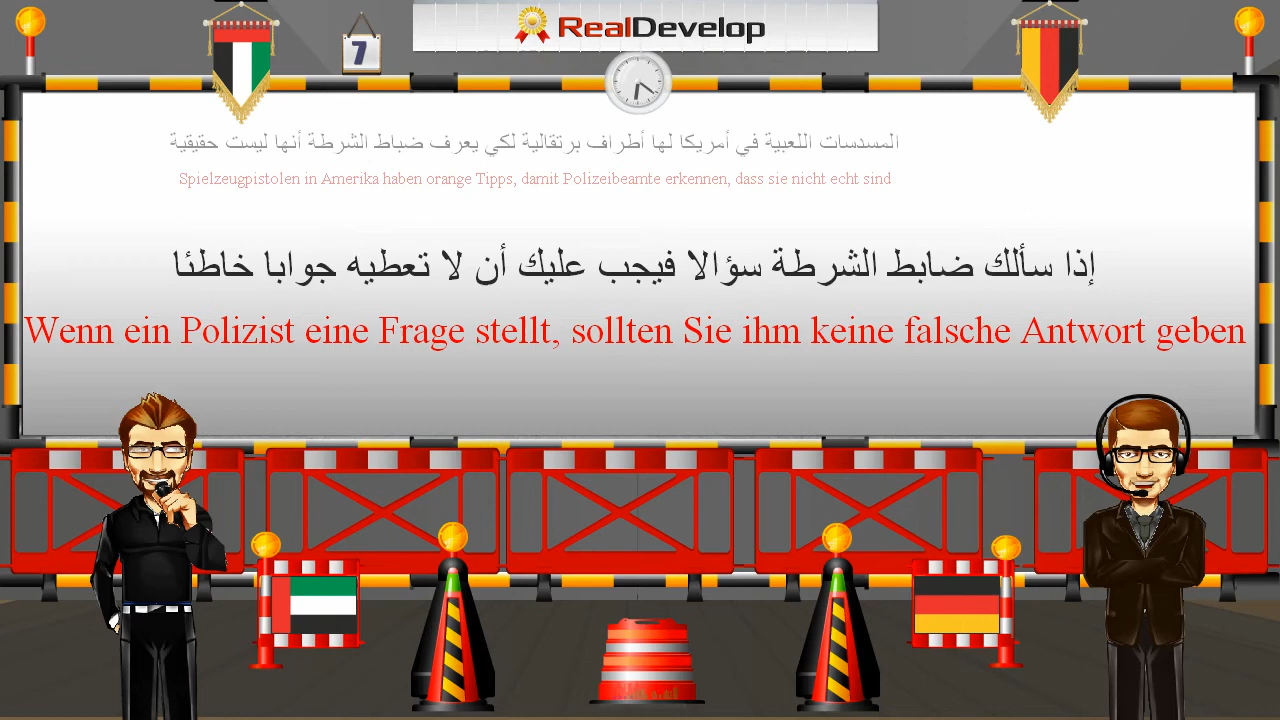 RealDevelop
7
المسدسات اللعبية في أمريكا لها أطراف برتقالية لكي يعرف ضباط الشرطة أنها ليست حقيقية
Spielzeugpistolen in Amerika haben orange Tipps, damit Polizeibeamte erkennen, dass sie nicht echt sind
إذا سألك ضابط الشرطة سؤالا فيجب عليك أن لا تعطيه جوابا خاطئا
Wenn ein Polizist eine Frage stellt, sollten Sie ihm keine falsche Antwort geben